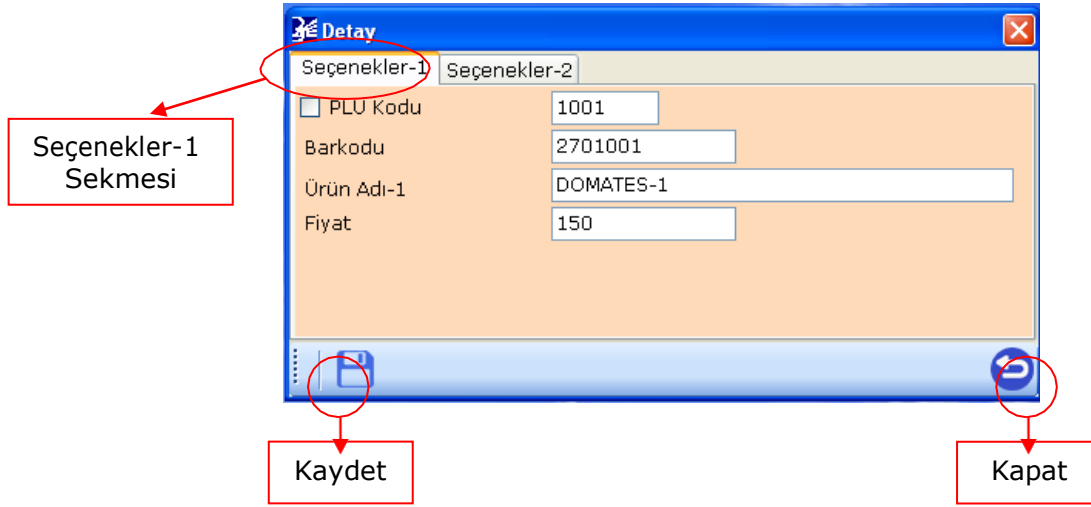 Detay
Seçenekler-1 Seçenekler-2
PLU Kodu 1001
Barkodu 2701001
Ürün Adı-1 DOMATES-1
Fiyat 150
Seçenekler-1
Sekmesi
Kaydet
Kapat